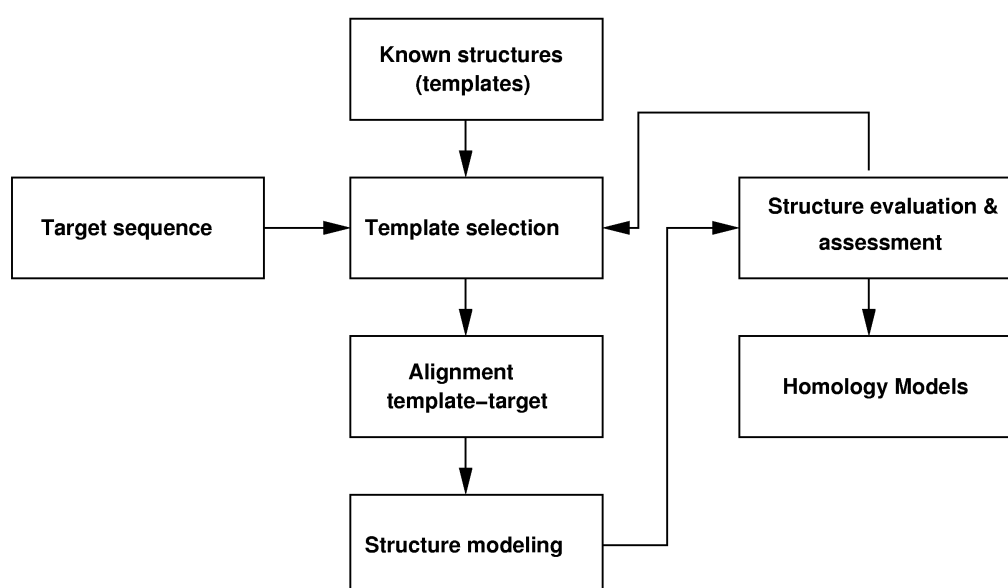 Known structures
(templates)
Target sequence
Template selection
Structure evaluation &
assessment
Alignment
template−target
Homology Models
Structure modeling